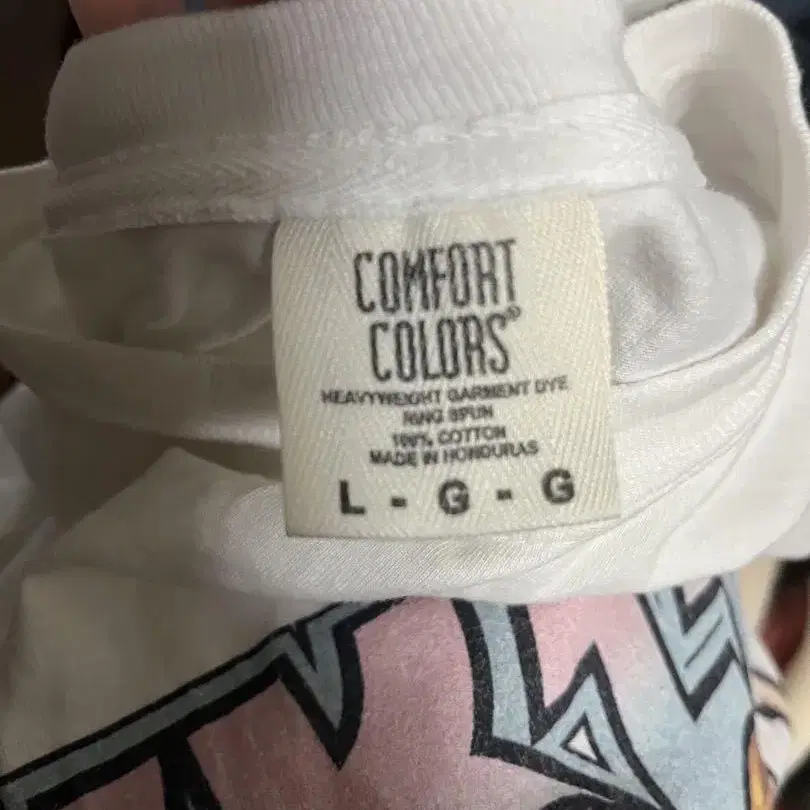 COMFORT
COLORS®
HEAVYWEIGHT GARMENT DYE
RING SPUN
100% COTTON
MADE IN HONDURAS
L - G - G